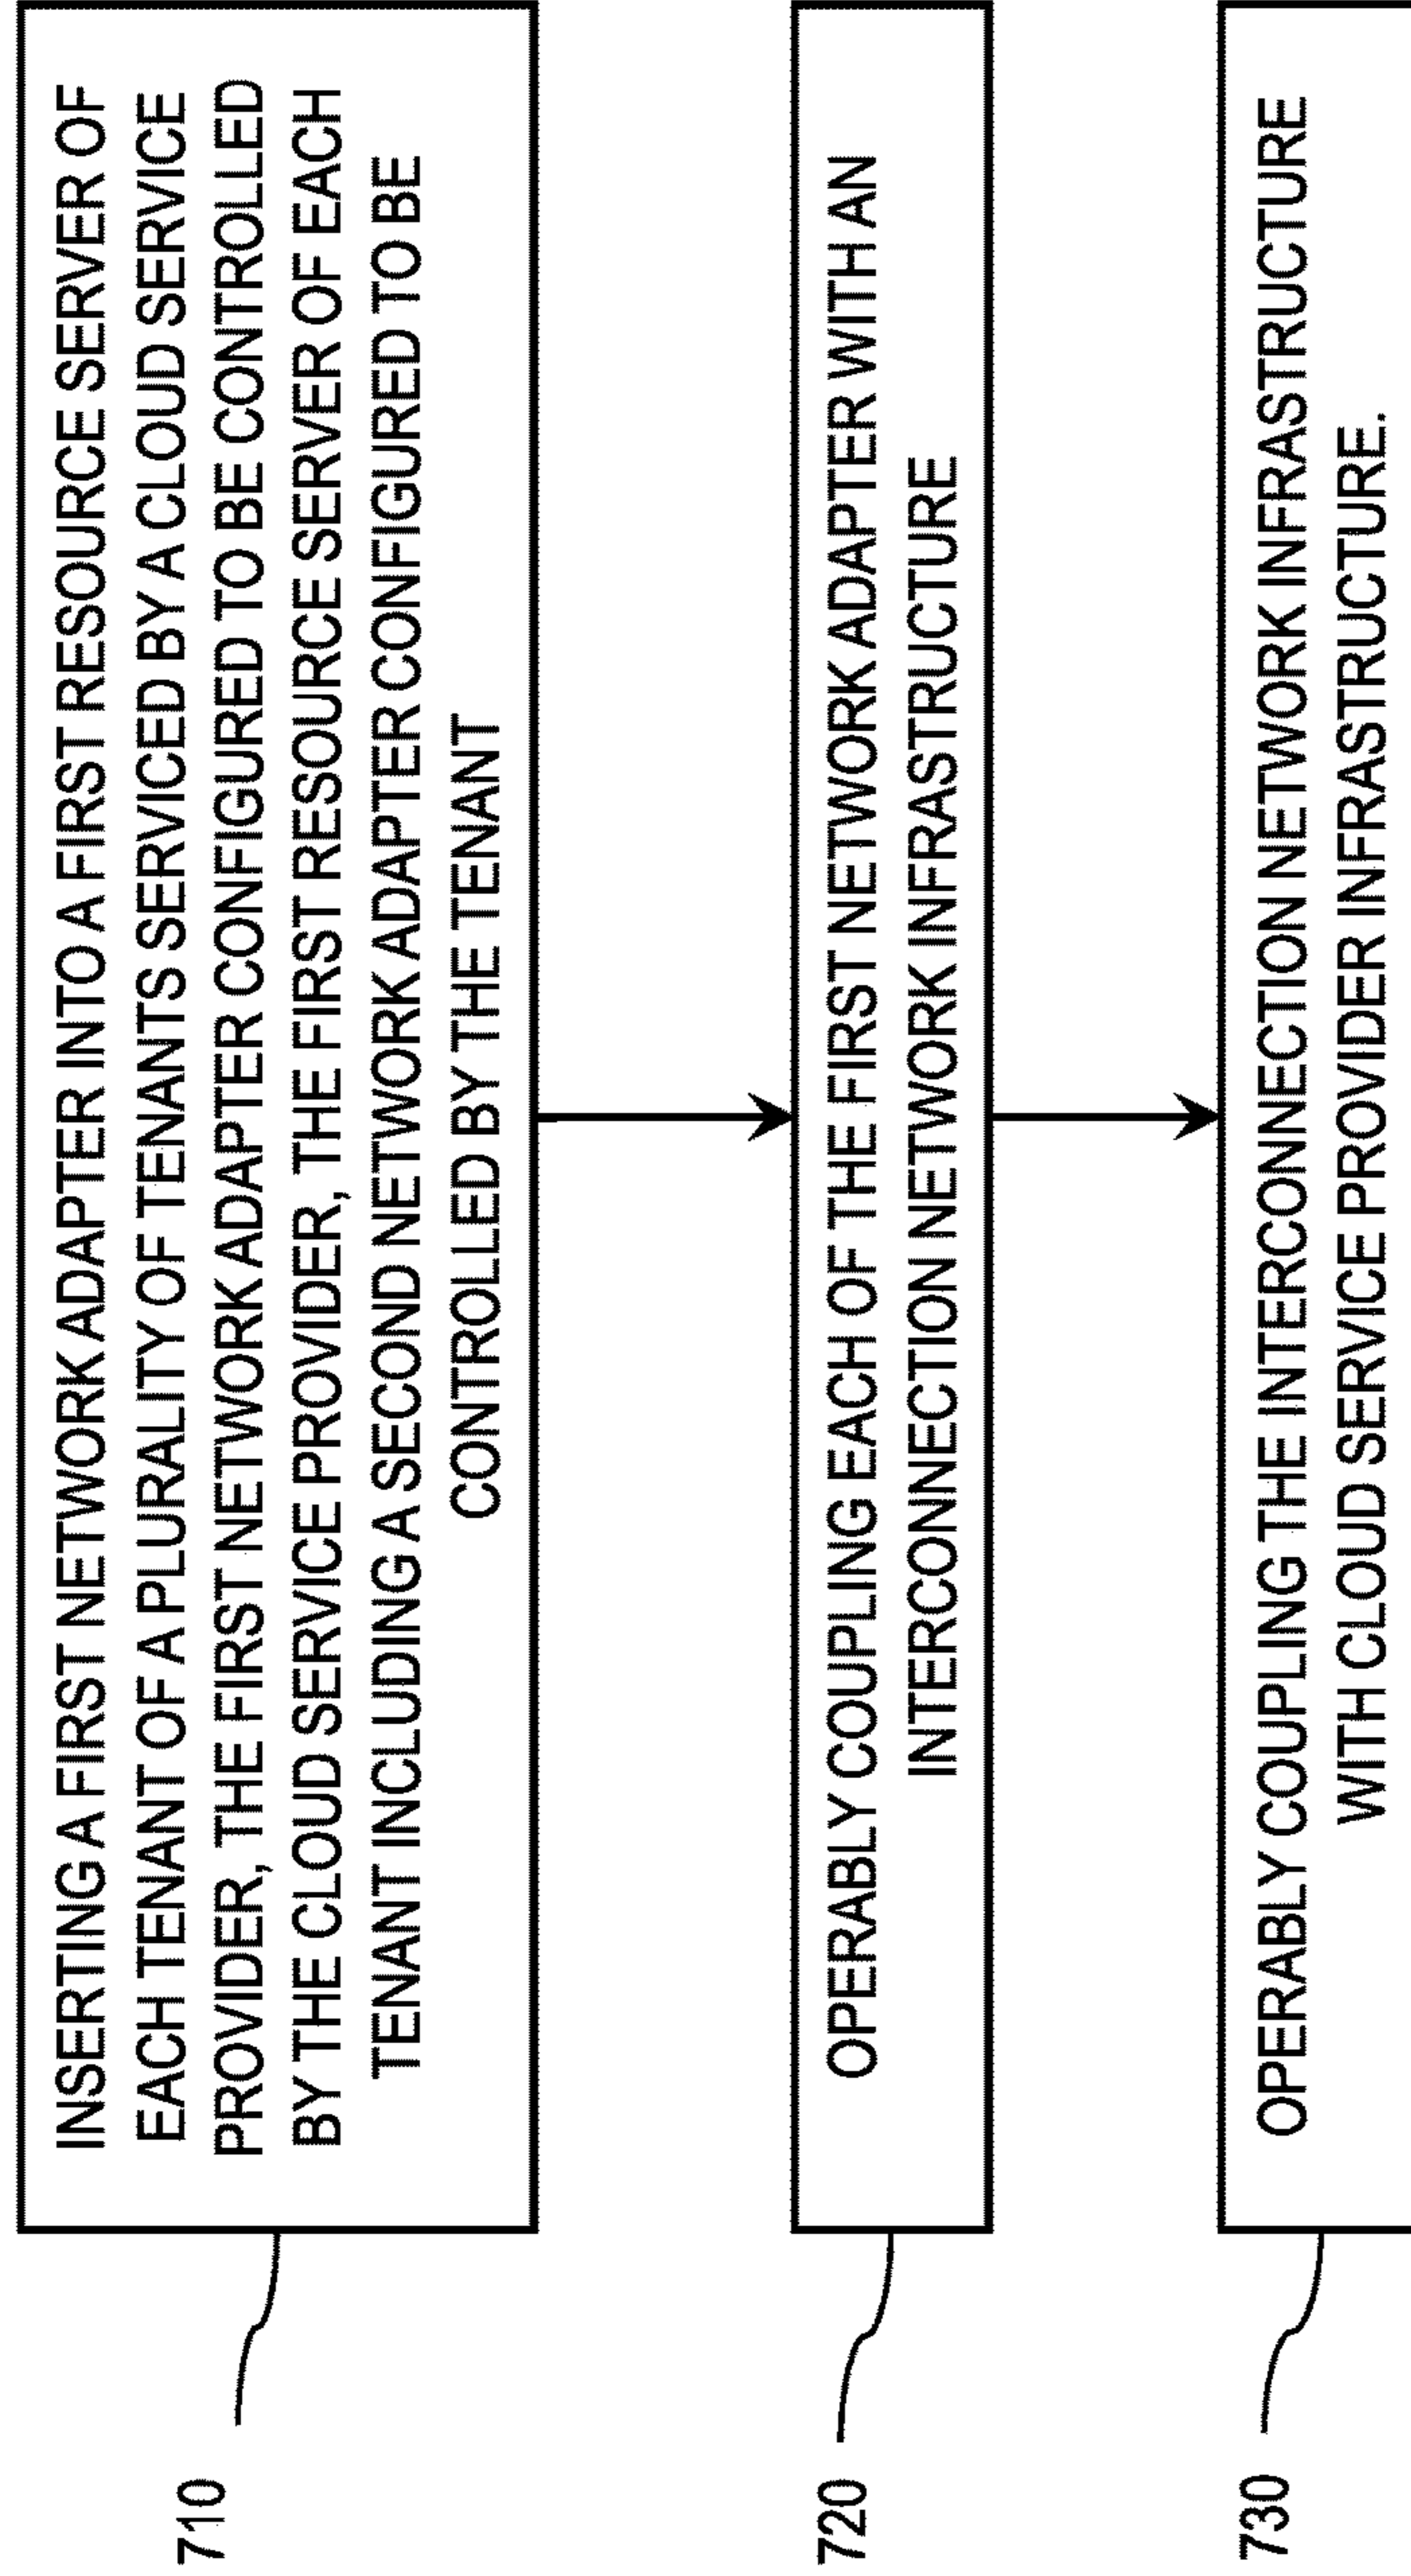 710
INSERTING A FIRST NETWORK ADAPTER INTO A FIRST RESOURCE SERVER OF
EACH TENANT OF A PLURALITY OF TENANTS SERVICED BY A CLOUD SERVICE
PROVIDER, THE FIRST NETWORK ADAPTER CONFIGURED TO BE CONTROLLED
BY THE CLOUD SERVICE PROVIDER, THE FIRST RESOURCE SERVER OF EACH
TENANT INCLUDING A SECOND NETWORK ADAPTER CONFIGURED TO BE
CONTROLLED BY THE TENANT
720
OPERABLY COUPLING EACH OF THE FIRST NETWORK ADAPTER WITH AN
INTERCONNECTION NETWORK INFRASTRUCTURE
730
OPERABLY COUPLING THE INTERCONNECTION NETWORK INFRASTRUCTURE
WITH CLOUD SERVICE PROVIDER INFRASTRUCTURE.